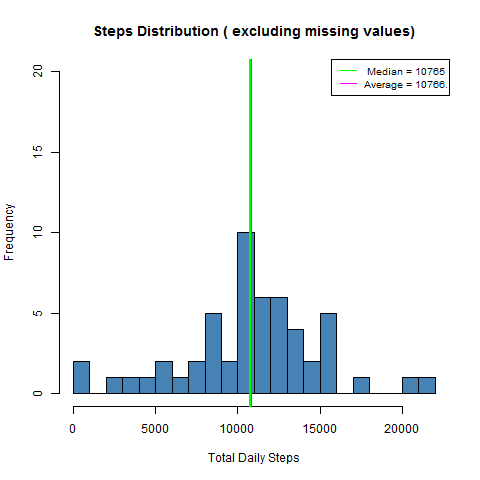 Steps Distribution ( excluding missing values)
Median = 10765
Average = 10766.
20
15
10
5
0
Frequency
0 5000 10000 15000 20000
Total Daily Steps